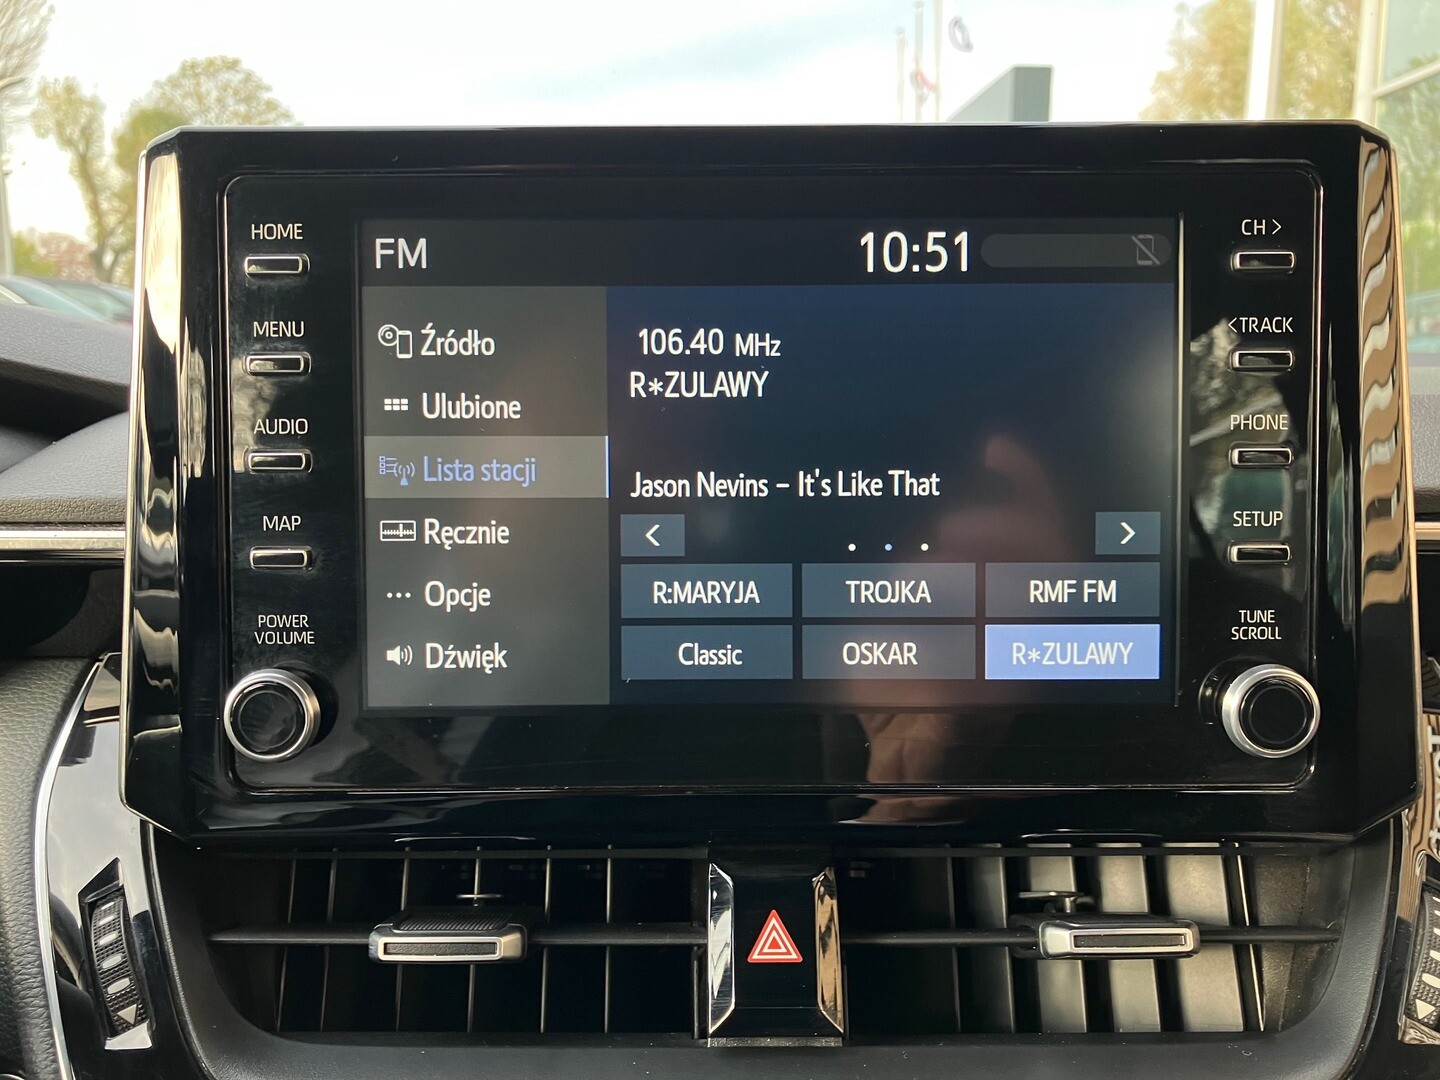 HOME
MENU
AUDIO
MAP
POWER
VOLUME
FM
10:51
Źródło
Ulubione
Lista stacji
Ręcznie
Opcje
Dźwięk
106.40 MHz
R*ZULAWY
Jason Nevins – It's Like That
< >
R:MARYJA TROJKA RMF FM
Classic OSKAR R*ZULAWY
CH >
< TRACK
PHONE
SETUP
TUNE
SCROLL